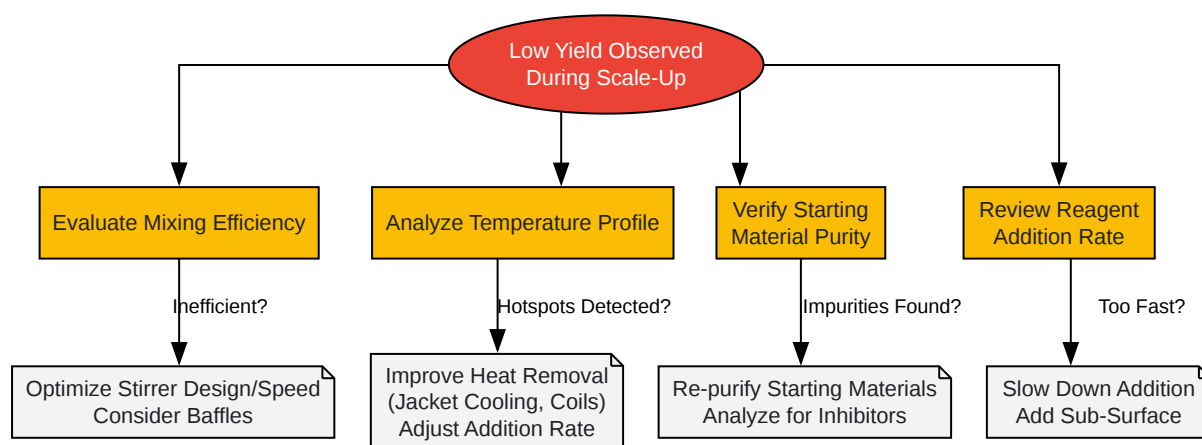 Low Yield Observed
During Scale-Up
Evaluate Mixing Efficiency
Analyze Temperature Profile
Verify Starting
Material Purity
Review Reagent
Addition Rate
Inefficient?
Hotspots Detected?
Impurities Found?
Too Fast?
Optimize Stirrer Design/Speed
Consider Baffles
Improve Heat Removal
(Jacket Cooling, Coils)
Adjust Addition Rate
Re-purify Starting Materials
Analyze for Inhibitors
Slow Down Addition
Add Sub-Surface